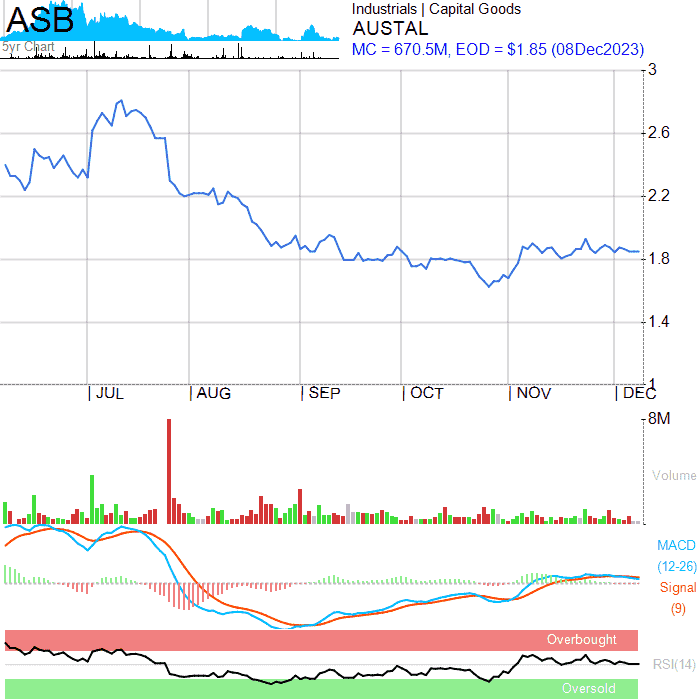 ASB
5yr Chart
Industrials | Capital Goods
AUSTAL
MC = 670.5M, EOD = $1.85 (08Dec2023)
3
2.6
2.2
1.8
1.4
1
JUL AUG SEP OCT NOV DEC
8M
Volume
MACD
(12-26)
Signal
(9)
Overbought
RSI(14)
Oversold